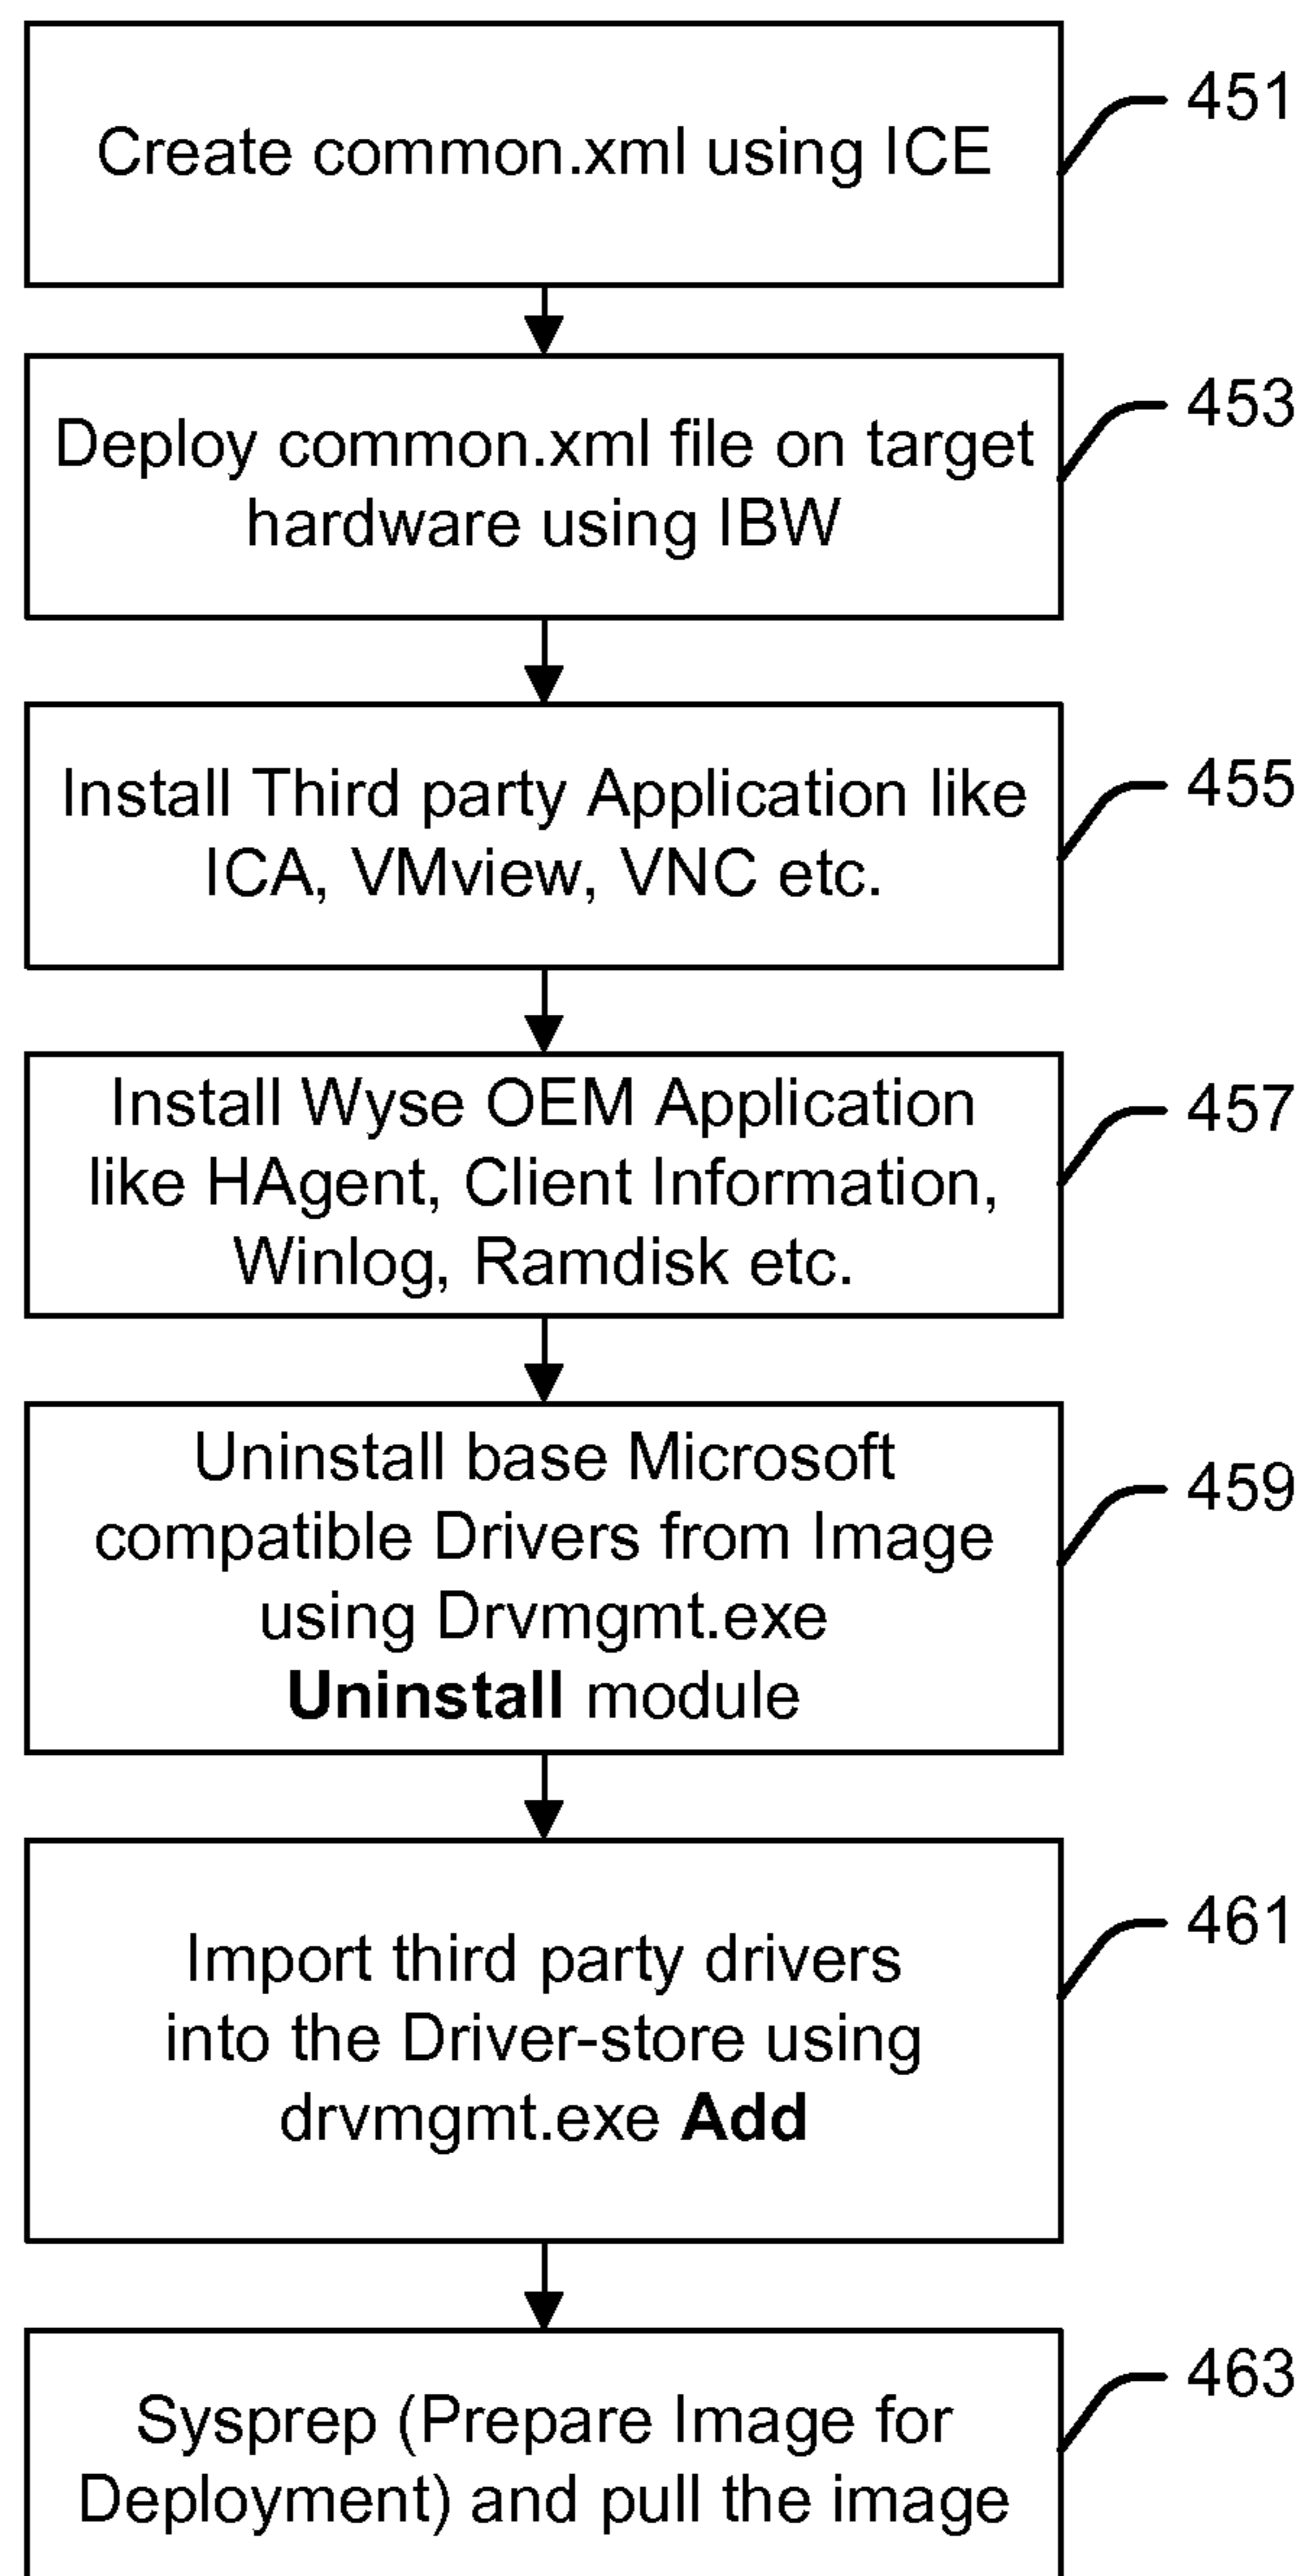 Create common.xml using ICE
451
Deploy common.xml file on target
hardware using IBW
453
Install Third party Application like
ICA, VMview, VNC etc.
455
Install Wyse OEM Application
like HAgent, Client Information,
Winlog, Ramdisk etc.
457
Uninstall base Microsoft
compatible Drivers from Image
using Drvmgmt.exe
Uninstall module
459
Import third party drivers
into the Driver-store using
drvmgmt.exe Add
461
Sysprep (Prepare Image for
Deployment) and pull the image
463